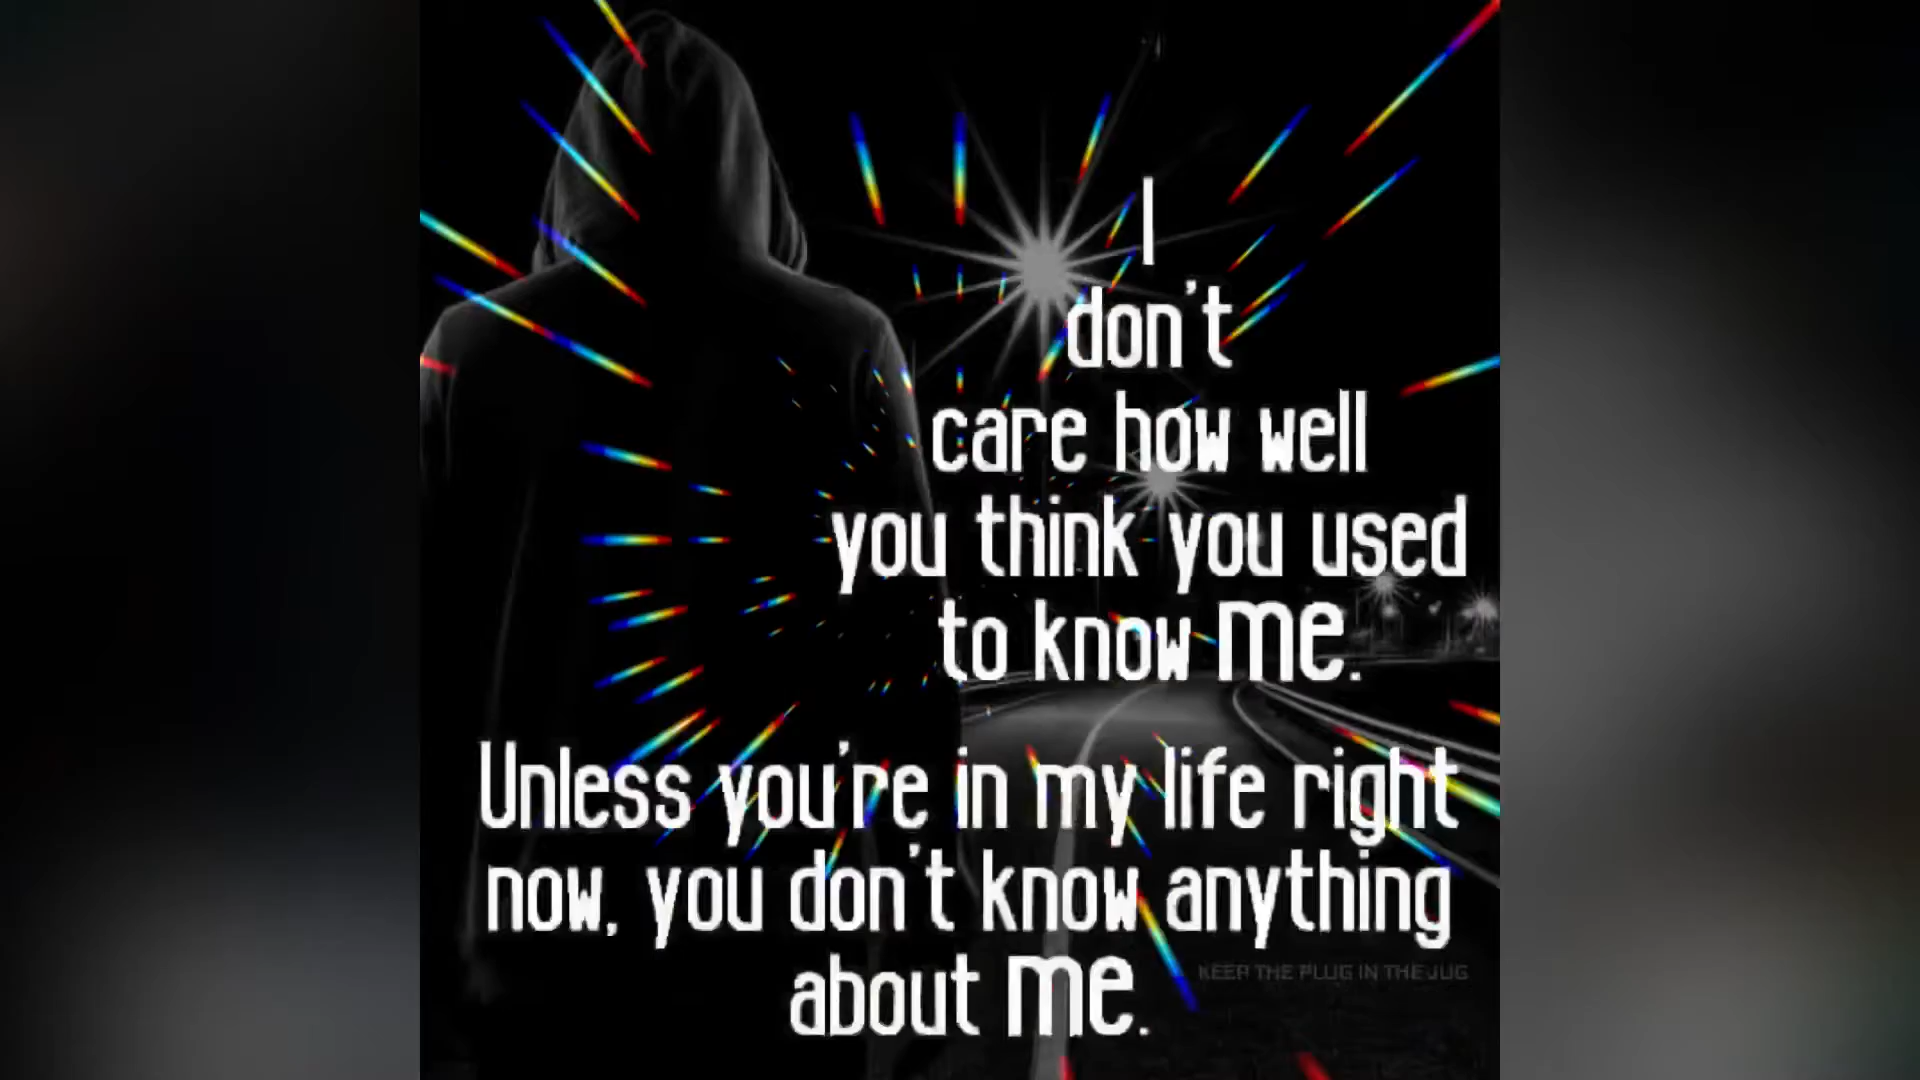 I
don't
care how well
you think you used
to know me.
Unless you're in my life right
now, you don't know anything
about me.
KEEP THE PLUG IN THE JUG